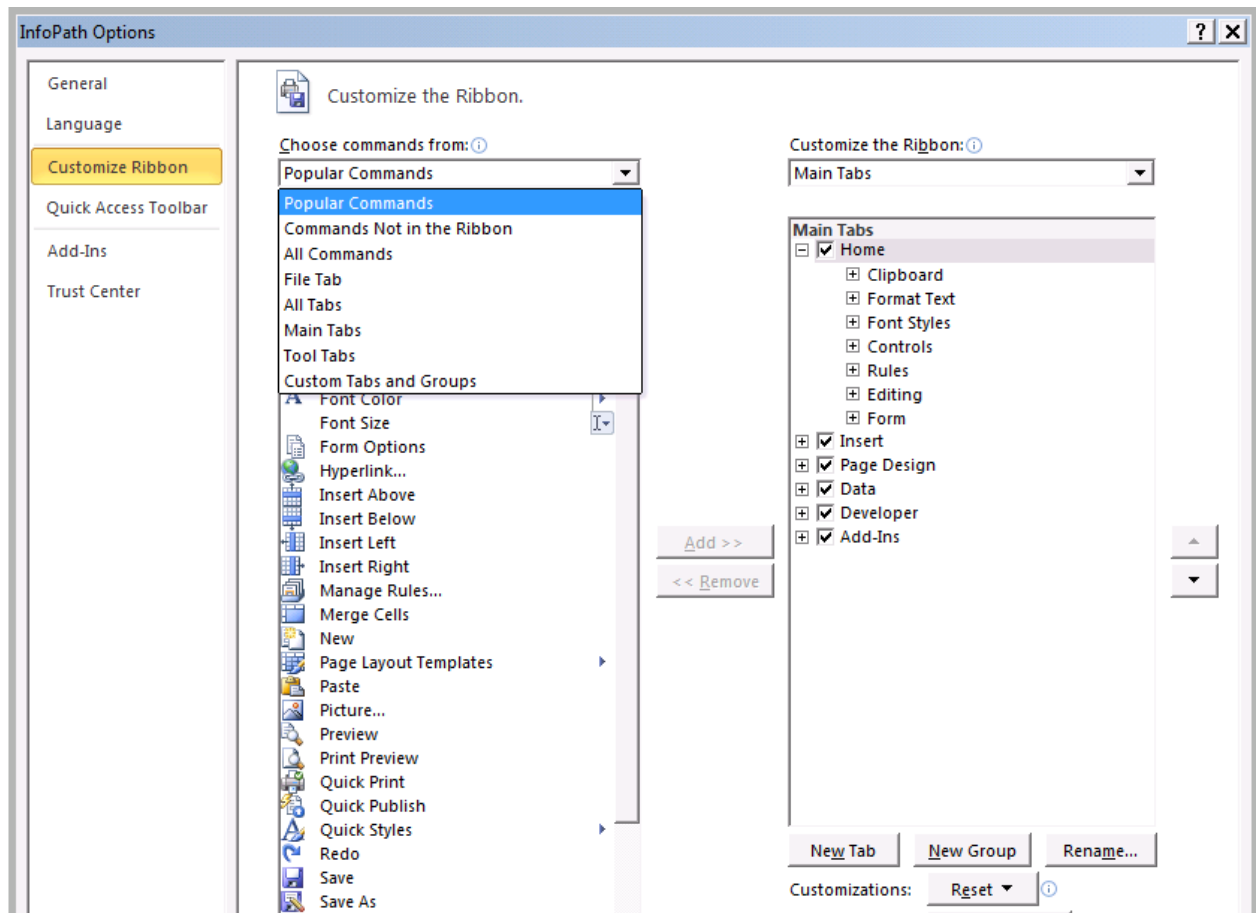 InfoPath Options
General
Language
Customize Ribbon
Quick Access Toolbar
Add-Ins
Trust Center
Customize the Ribbon.
Choose commands from:
Popular Commands
Popular Commands
Commands Not in the Ribbon
All Commands
File Tab
All Tabs
Main Tabs
Tool Tabs
Custom Tabs and Groups
Font Color
Font Size
Form Options
Hyperlink...
Insert Above
Insert Below
Insert Left
Insert Right
Manage Rules...
Merge Cells
New
Page Layout Templates
Paste
Picture...
Preview
Print Preview
Quick Print
Quick Publish
Quick Styles
Redo
Save
Save As
Add >>
<< Remove
Customize the Ribbon:
Main Tabs
Main Tabs
Home
Clipboard
Format Text
Font Styles
Controls
Rules
Editing
Form
Insert
Page Design
Data
Developer
Add-Ins
New Tab
New Group
Rename...
Customizations:
Reset